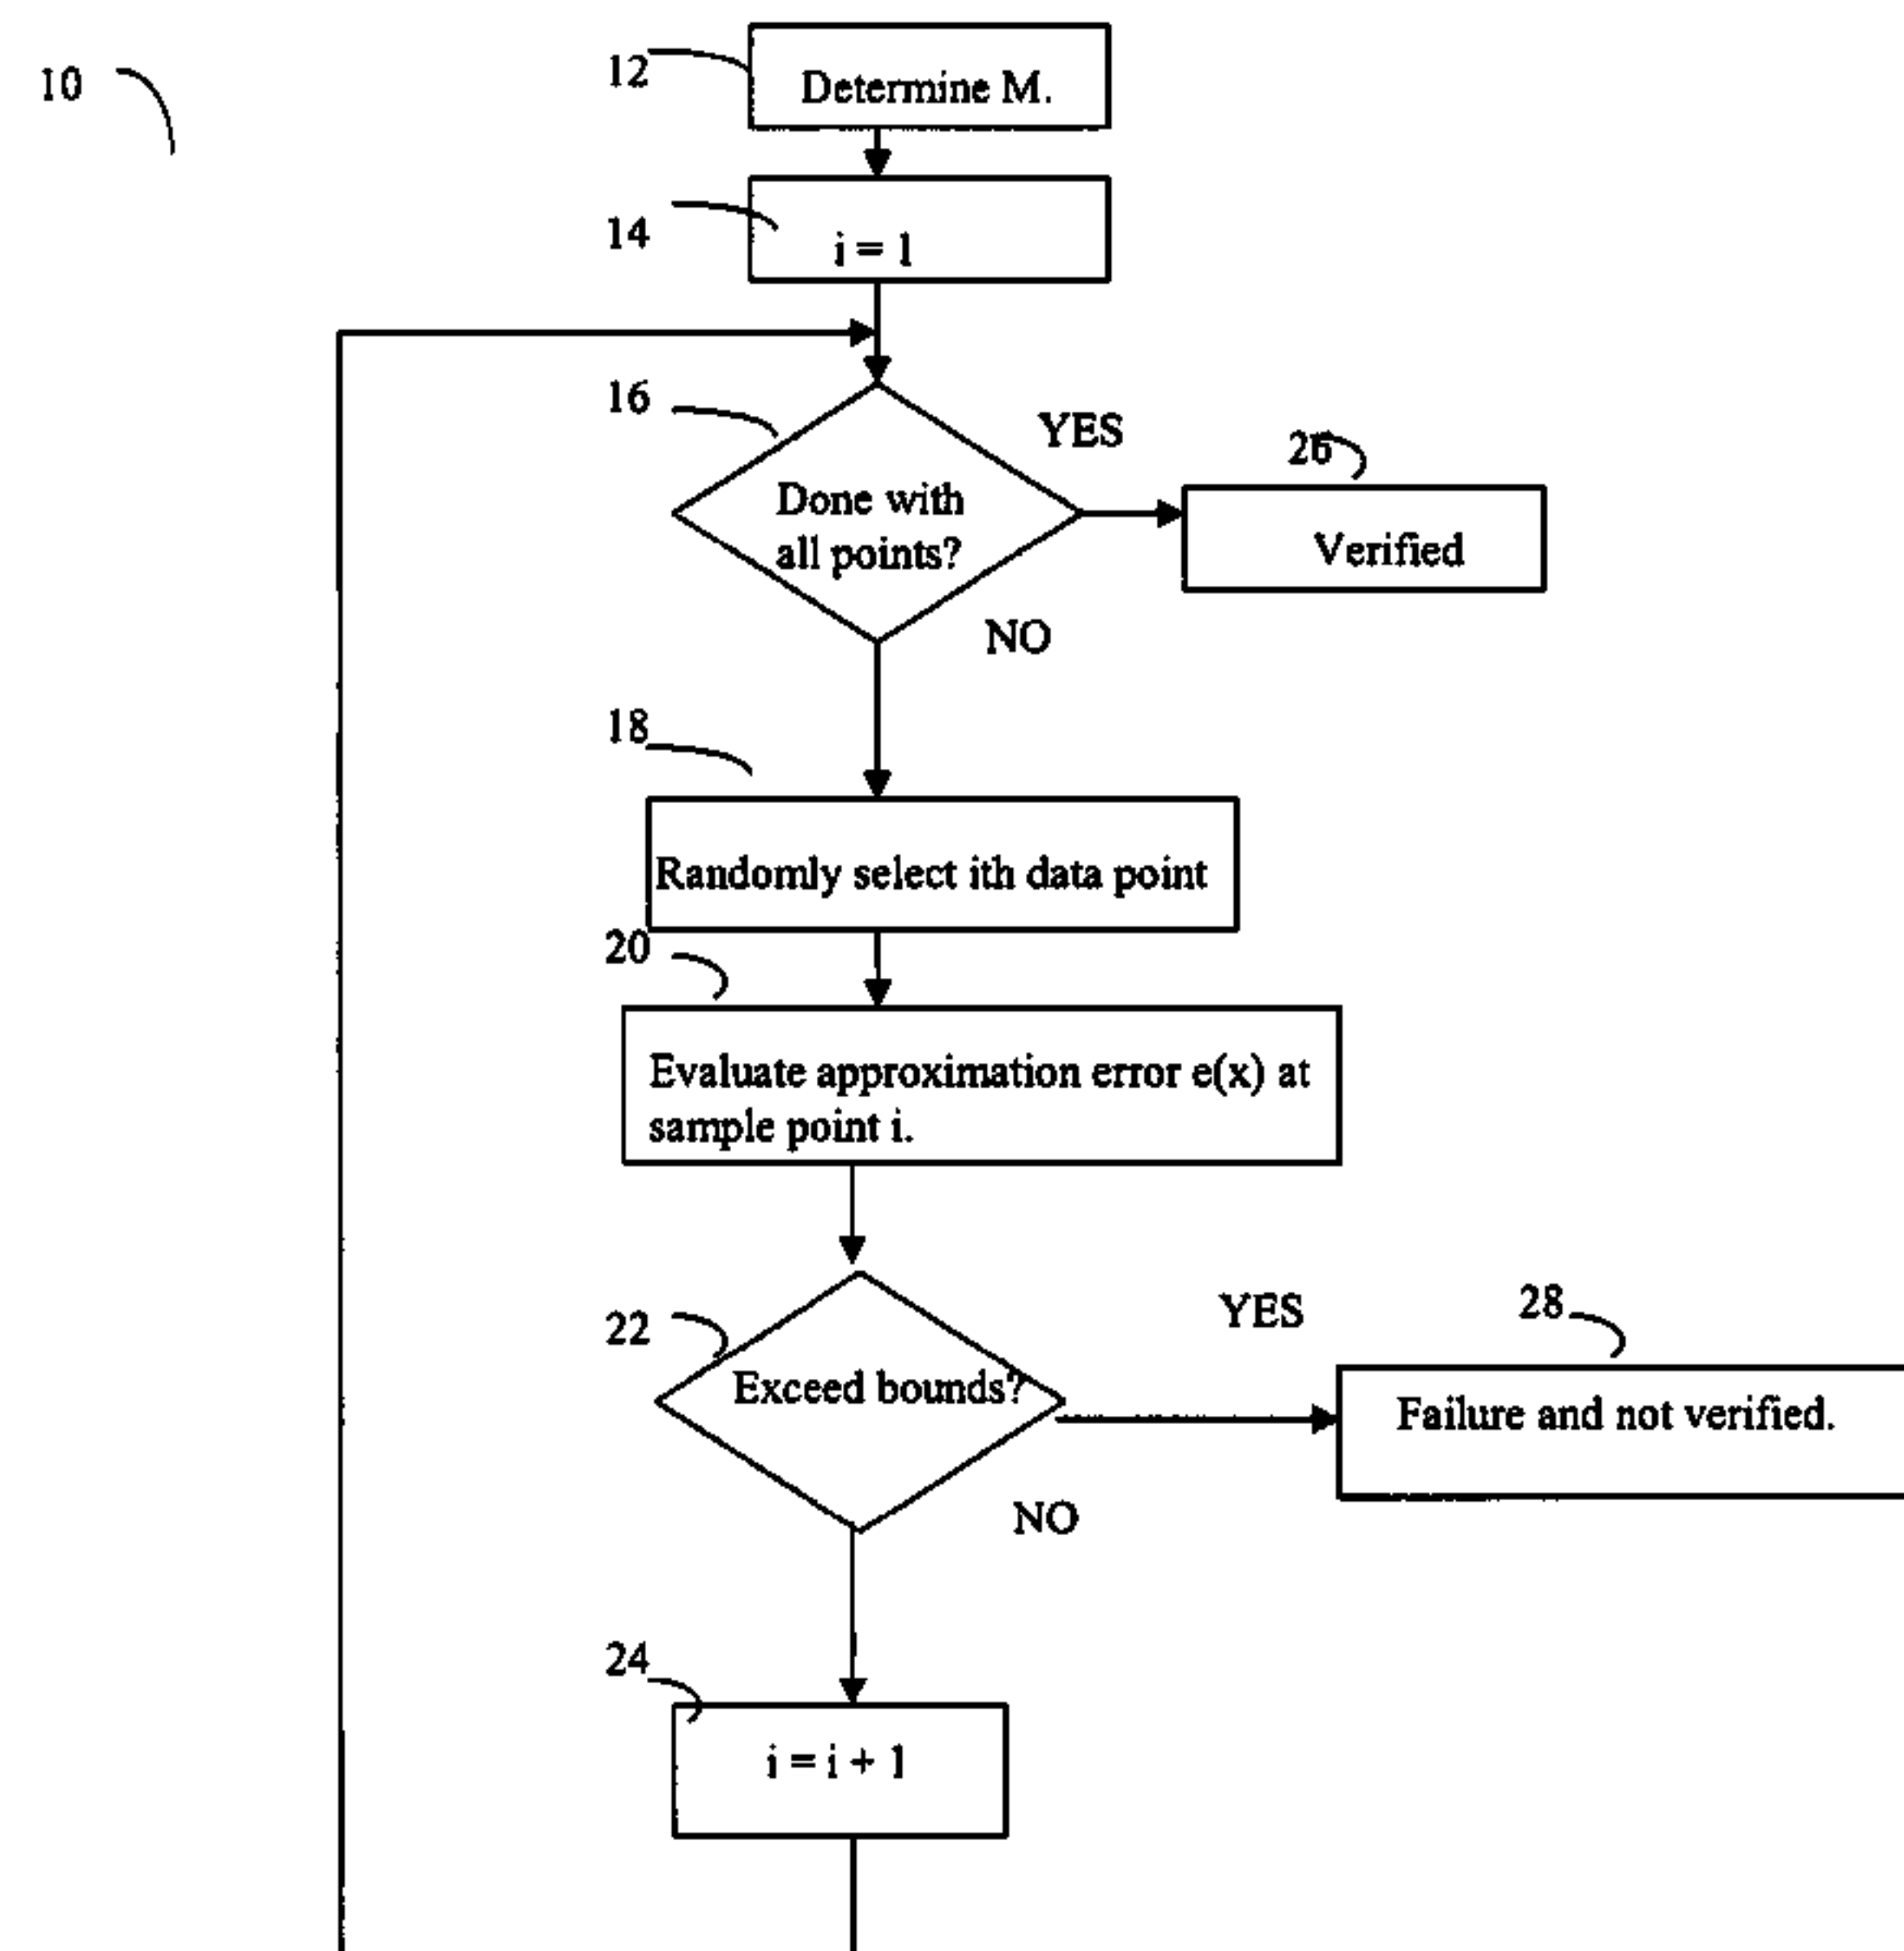 10
12
Determine M.
14
i = 1
16
YES
26
Done with
all points?
Verified
NO
18
Randomly select ith data point
20
Evaluate approximation error e(x) at
sample point i.
22
YES
28
Exceed bounds?
Failure and not verified.
NO
24
i = i + 1